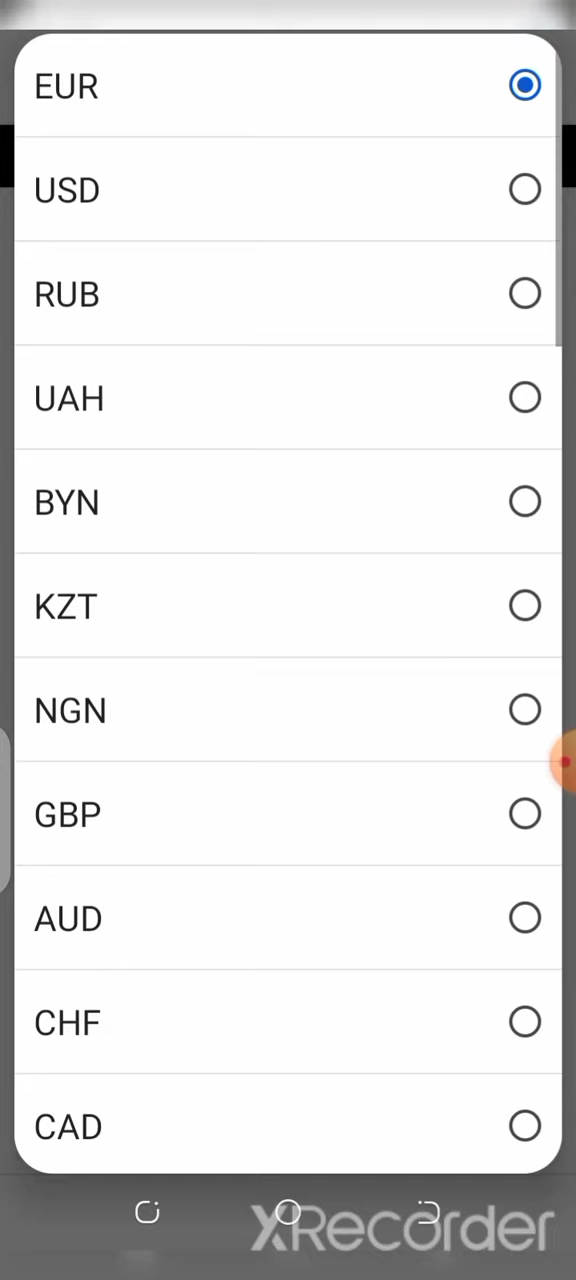 EUR
USD
RUB
UAH
BYN
KZT
NGN
GBP
AUD
CHF
CAD
XRecorder